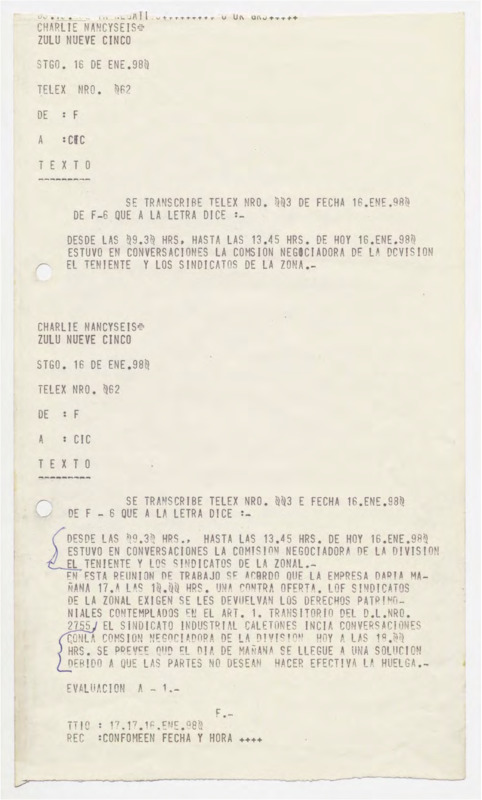 CHARLIE NANCYSEIS
ZULU NUEVE CINCO
STGO. 16 DE ENE.980
TELEX NRO. 062
DE : F
A :CIC
T E X T O
---------
SE TRANSCRIBE TELEX NRO. 003 DE FECHA 16.ENE.980
DE F-6 QUE A LA LETRA DICE :-
DESDE LAS 09.30 HRS. HASTA LAS 13.45 HRS. DE HOY 16.ENE.980
ESTUVO EN CONVERSACIONES LA COMSION NEGOCIADORA DE LA DCVISION
EL TENIENTE Y LOS SINDICATOS DE LA ZONA.-
CHARLIE NANCYSEIS
ZULU NUEVE CINCO
STGO. 16 DE ENE.980
TELEX NRO. 062
DE : F
A : CIC
T E X T O
---------
SE TRANSCRIBE TELEX NRO. 003 E FECHA 16.ENE.980
DE F - 6 QUE A LA LETRA DICE :-
DESDE LAS 09.30 HRS., HASTA LAS 13.45 HRS. DE HOY 16.ENE.980
ESTUVO EN CONVERSACIONES LA COMISION NEGOCIADORA DE LA DIVISION
EL TENIENTE Y LOS SINDICATOS DE LA ZONAL.-
EN ESTA REUNION DE TRABAJO SE ACORDO QUE LA EMPRESA DARIA MA-
ÑANA 17.A LAS 10.00 HRS. UNA CONTRA OFERTA. LOF SINDICATOS
DE LA ZONAL EXIGEN SE LES DEVUELVAN LOS DERECHOS PATRINO-
NIALES CONTEMPLADOS EN EL ART. 1. TRANSITORIO DEL D.L.NRO.
2755/ EL SINDICATO INDUSTRIAL CALETONES INCIA CONVERSACIONES
CONLA COMSION NEGOCIADORA DE LA DIVISION HOY A LAS 18.00
HRS. SE PREVEE QUE EL DIA DE MAÑANA SE LLEGUE A UNA SOLUCION
DEBIDO A QUE LAS PARTES NO DESEAN HACER EFECTIVA LA HUELGA.-
EVALUACION A - 1.-
F.-
TTIC : 17.17.16.ENE.980
REC :CONFOMEEN FECHA Y HORA ++++